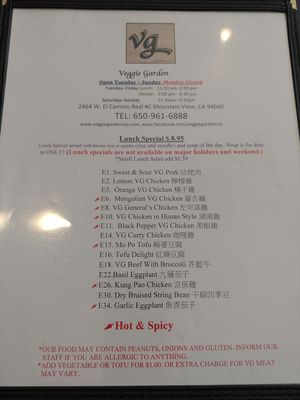 vg
Veggie Garden
Open Tuesday – Sunday, Monday Closed
Tuesday-Friday Lunch: 11:30 am-2:30 pm
Dinner: 5:00 pm – 9:30 pm
Saturday-Sunday 11:30am-9:30pm
2464 W. El Camino Real #C Mountain View, CA 94040
TEL: 650-961-6888
www.veggiegardenvip.com www.facebook.com/veggiegardenvip
Lunch Special $ 8.95
Lunch Special served with brown rice or combo (rice and noodle) and soup of the day. Soup is for dine
in ONLY! (Lunch specials are not available on major holidays and weekend.)
*Small Lunch Salad add $1.50
E1. Sweet & Sour VG Pork 咕烤肉
E2. Lemon VG Chicken 檸檬雞
E5. Orange VG Chicken 橘子雞
E6. Mongolian VG Chicken 蒙古雞
E8. VG General's Chicken 左宗棠雞
E10. VG Chicken in Hunan Style 湖南雞
E11. Black Pepper VG Chicken 黑椒雞
E14. VG Curry Chicken 咖哩雞
E15. Mo Po Tofu 麻婆豆腐
E16. Tofu Delight 紅燒豆腐
E18. VG Beef With Broccoli 芥藍牛
E22.Basil Eggplant 九層茄子
E26. Kung Pao Chicken 宮保雞
E30. Dry Braised String Bean 干煸四季豆
E34. Garlic Eggplant 魚香茄子
Hot & Spicy
*OUR FOOD MAY CONTAIN PEANUTS, ONIONS AND GLUTEN. INFORM OUR
STAFF IF YOU ARE ALLERGIC TO ANYTHING.
*ADD VEGETABLE OR TOFU FOR $1.00. OR EXTRA CHARGE FOR VG MEAT
MAY VARY.